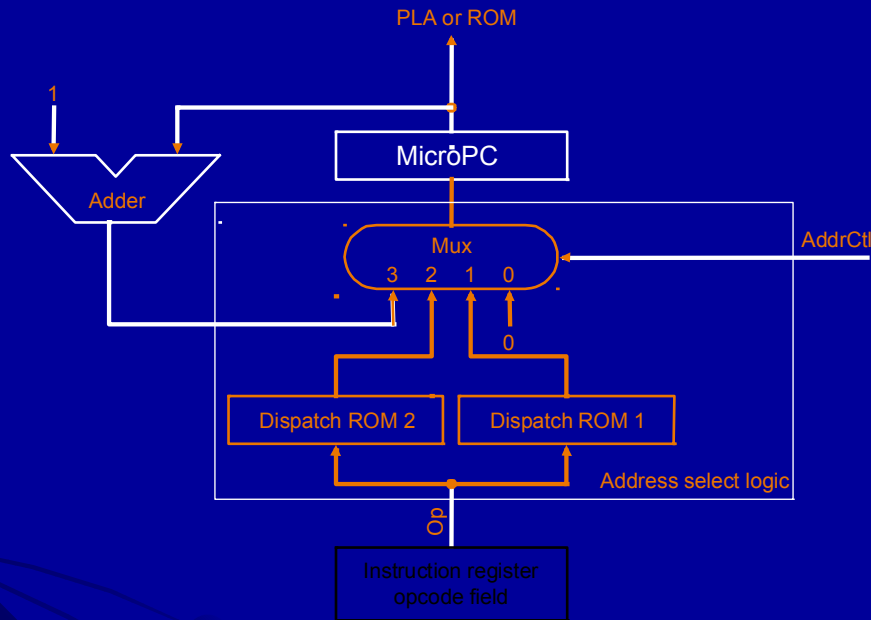 PLA or ROM
1
MicroPC
Adder
Mux
AddrCtl
3 2 1 0
0
Dispatch ROM 2
Dispatch ROM 1
Address select logic
Op
Instruction register
opcode field